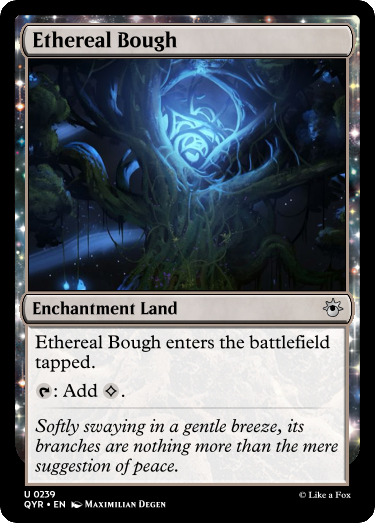 Ethereal Bough
Enchantment Land
Ethereal Bough enters the battlefield
tapped.
: Add .
Softly swaying in a gentle breeze, its
branches are nothing more than the mere
suggestion of peace.
U 0239
QYR • EN Maximilian Degen
© Like a Fox